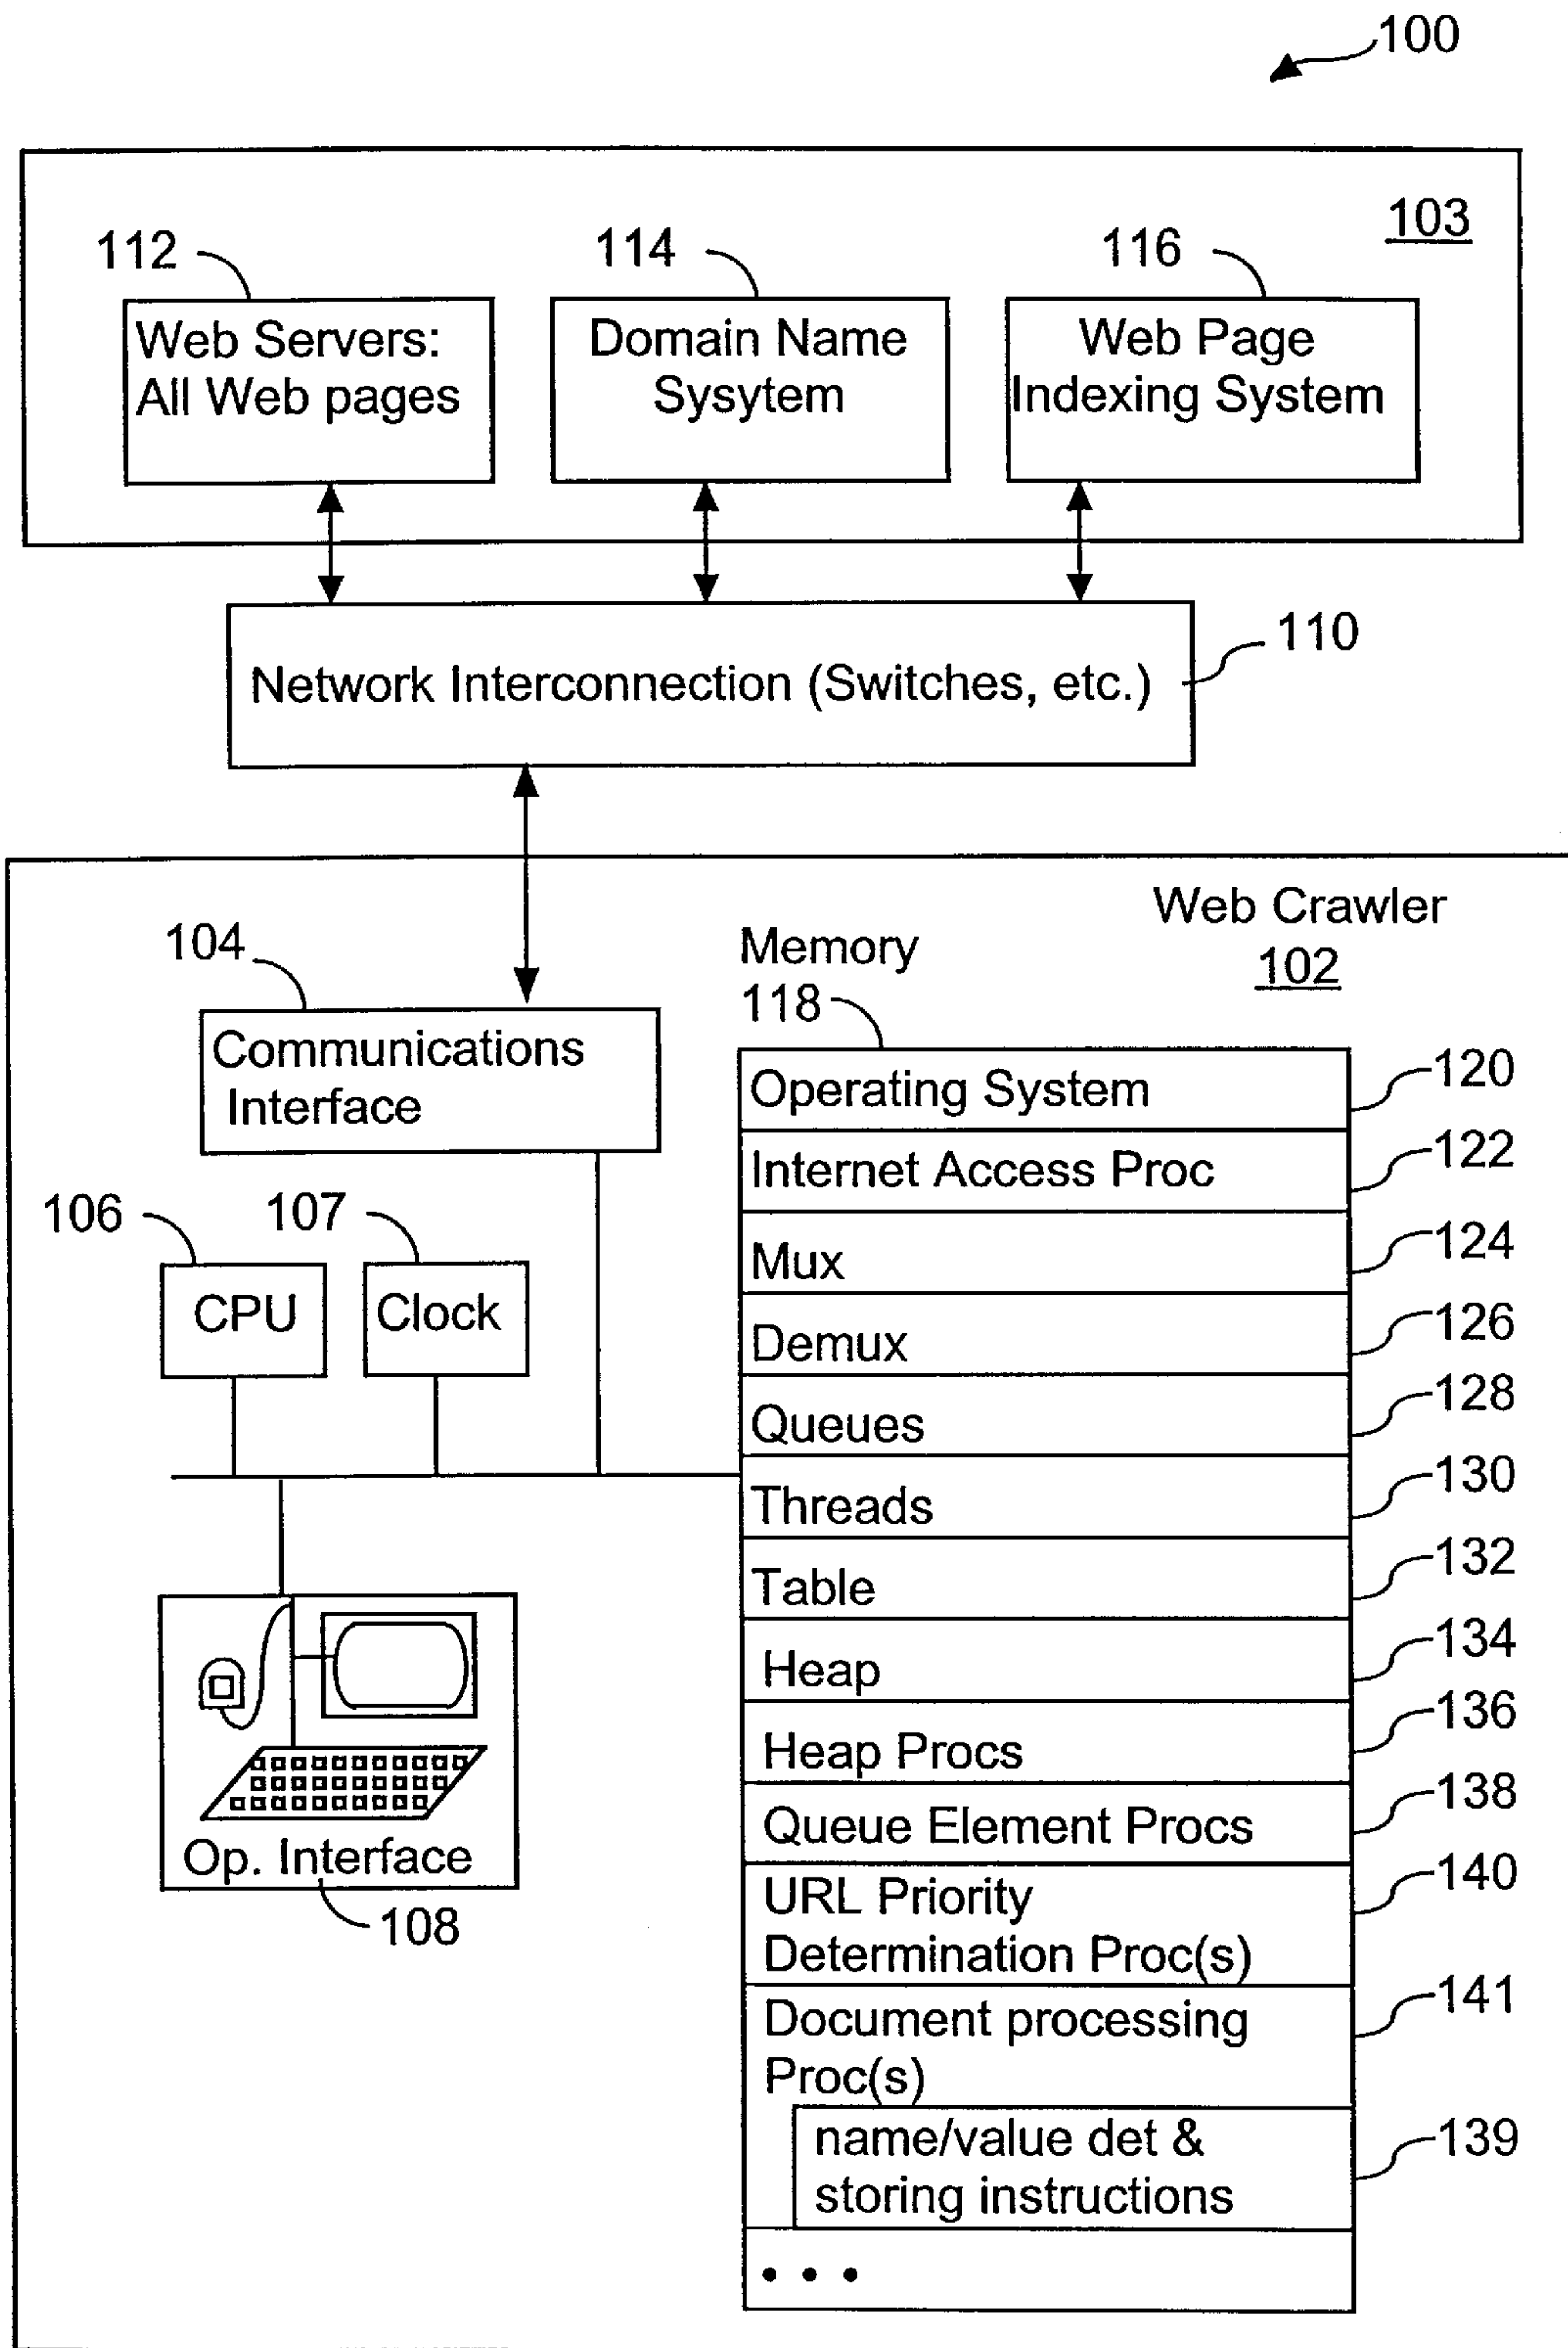 100
103
112
114
116
Web Servers:
All Web pages
Domain Name
Sysytem
Web Page
Indexing System
110
Network Interconnection (Switches, etc.)
Web Crawler
102
104
Memory
118
Communications
Interface
106
107
CPU
Clock
Op. Interface
108
Operating System
120
Internet Access Proc
122
Mux
124
Demux
126
Queues
128
Threads
130
Table
132
Heap
134
Heap Procs
136
Queue Element Procs
138
URL Priority
Determination Proc(s)
140
Document processing
Proc(s)
141
name/value det &
storing instructions
139
• • •